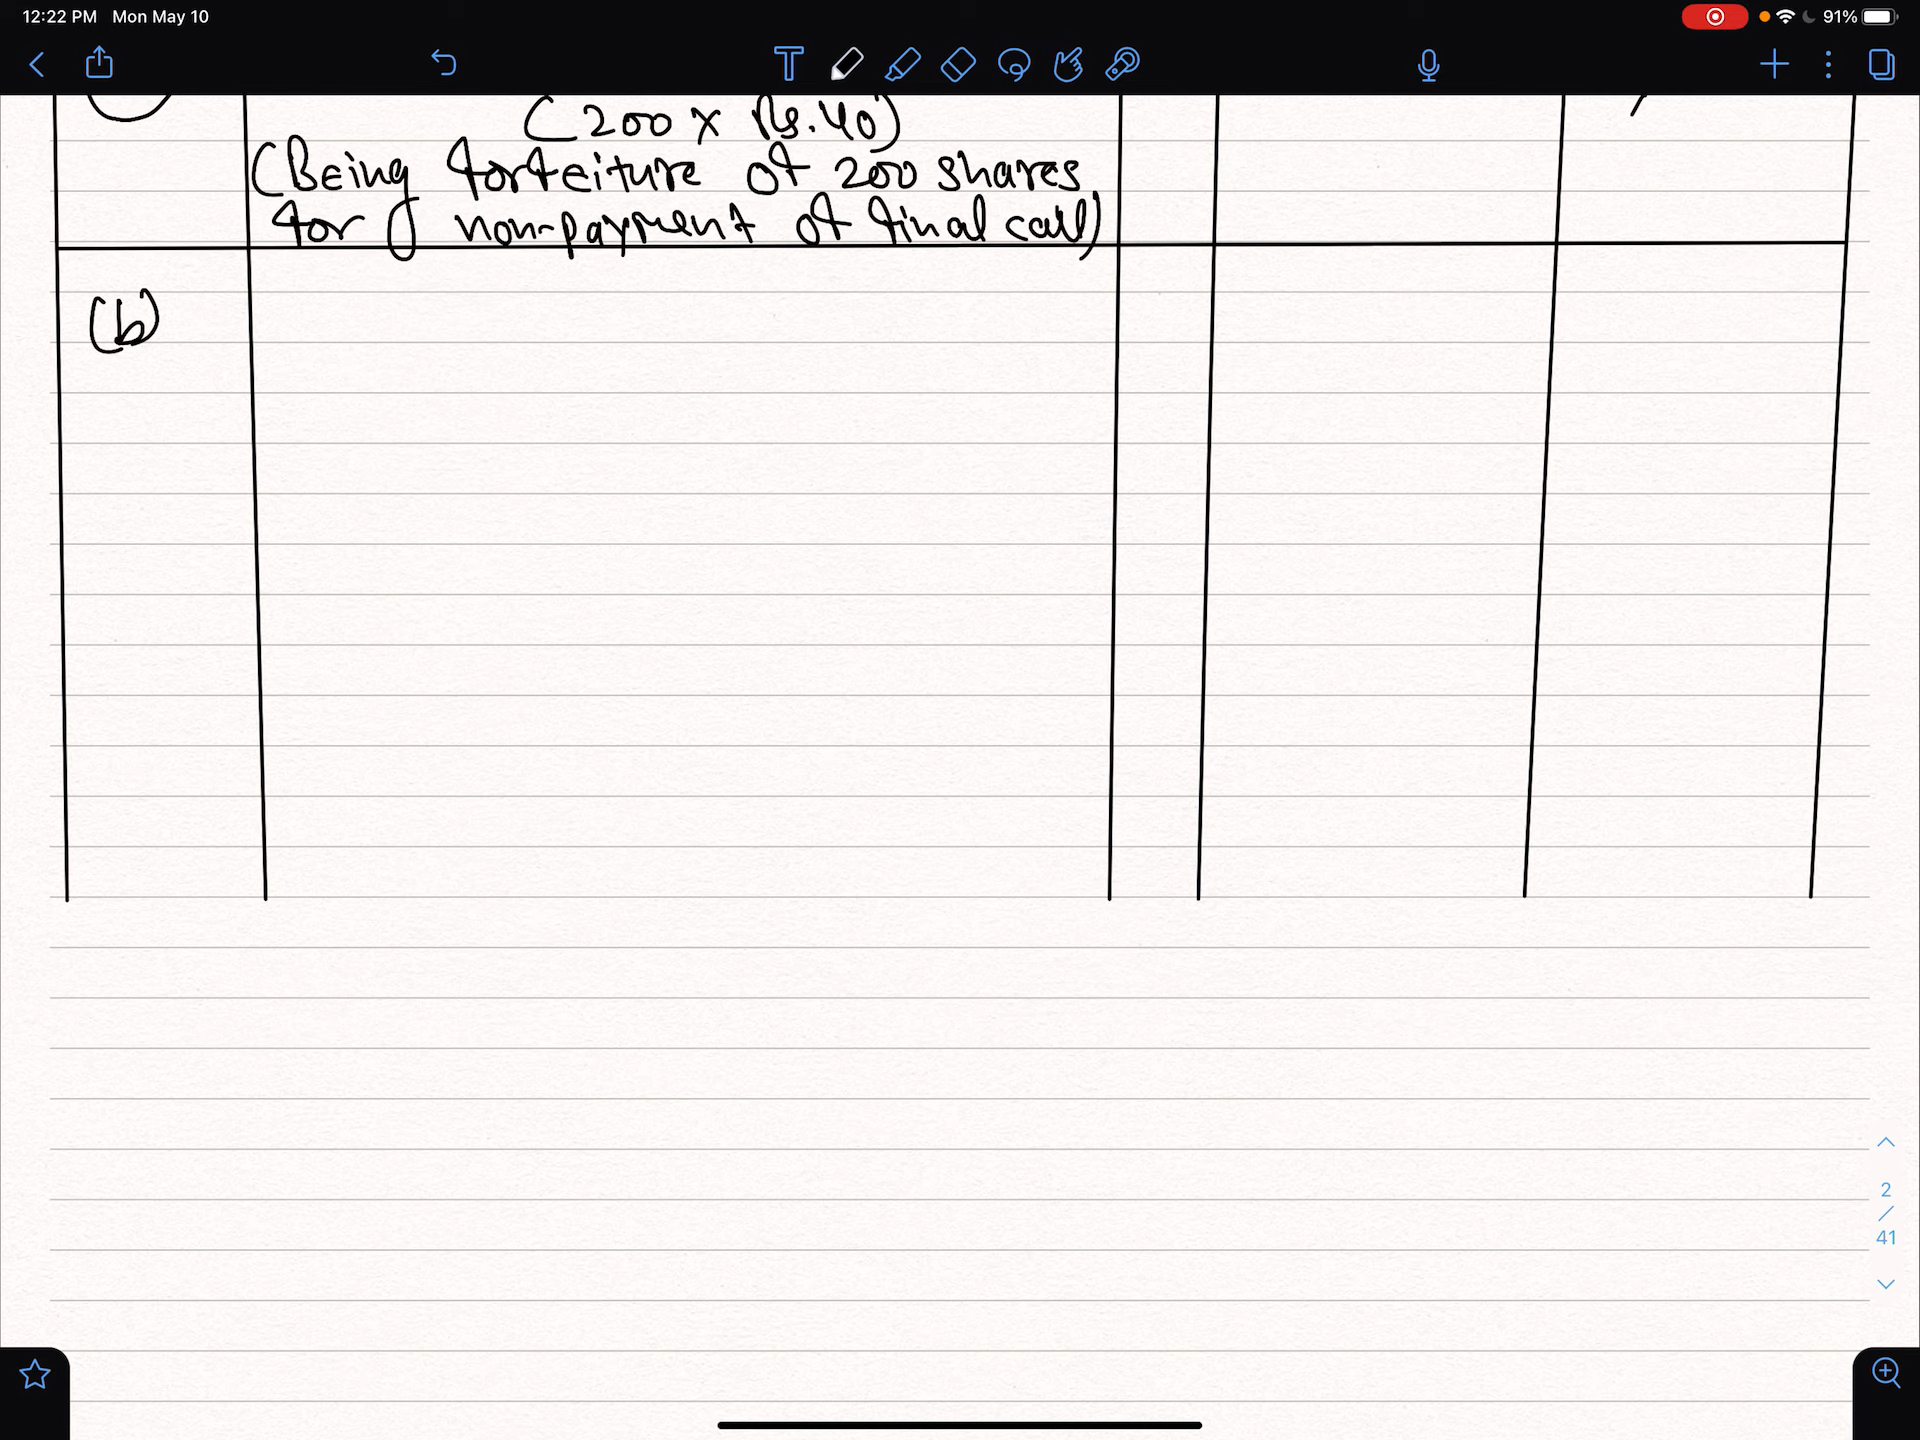 12:22 PM Mon May 10 91%
T
(200 x Rs.40)
(Being forfeiture of 200 shares
for non-payment of final call)
(b)
2
/
41